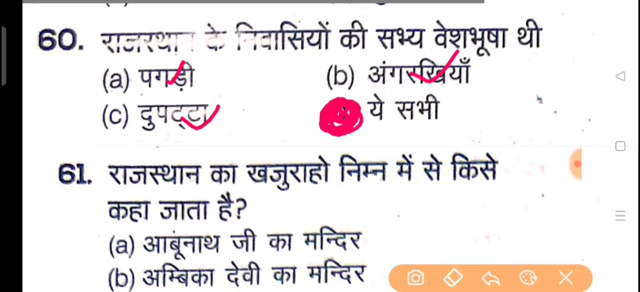 60. राजस्थान के निवासियों की सभ्य वेशभूषा थी
(a) पगड़ी (b) अंगरखियाँ
(c) दुपट्टा ये सभी
61. राजस्थान का खजुराहो निम्न में से किसे
कहा जाता है?
(a) आबूंनाथ जी का मन्दिर
(b) अम्बिका देवी का मन्दिर